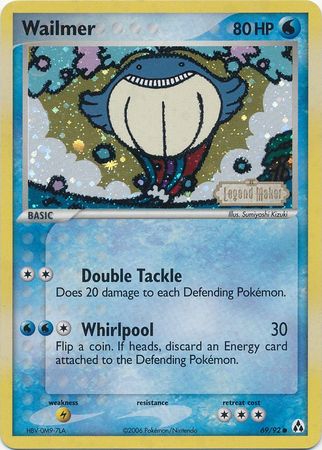 Wailmer 80 HP
Legend Maker
BASIC
Illus. Sumiyoshi Kizuki
Double Tackle
Does 20 damage to each Defending Pokémon.
Whirlpool 30
Flip a coin. If heads, discard an Energy card
attached to the Defending Pokémon.
weakness resistance retreat cost
HBV-0M9-7LA ©2006 Pokémon/Nintendo 69/92